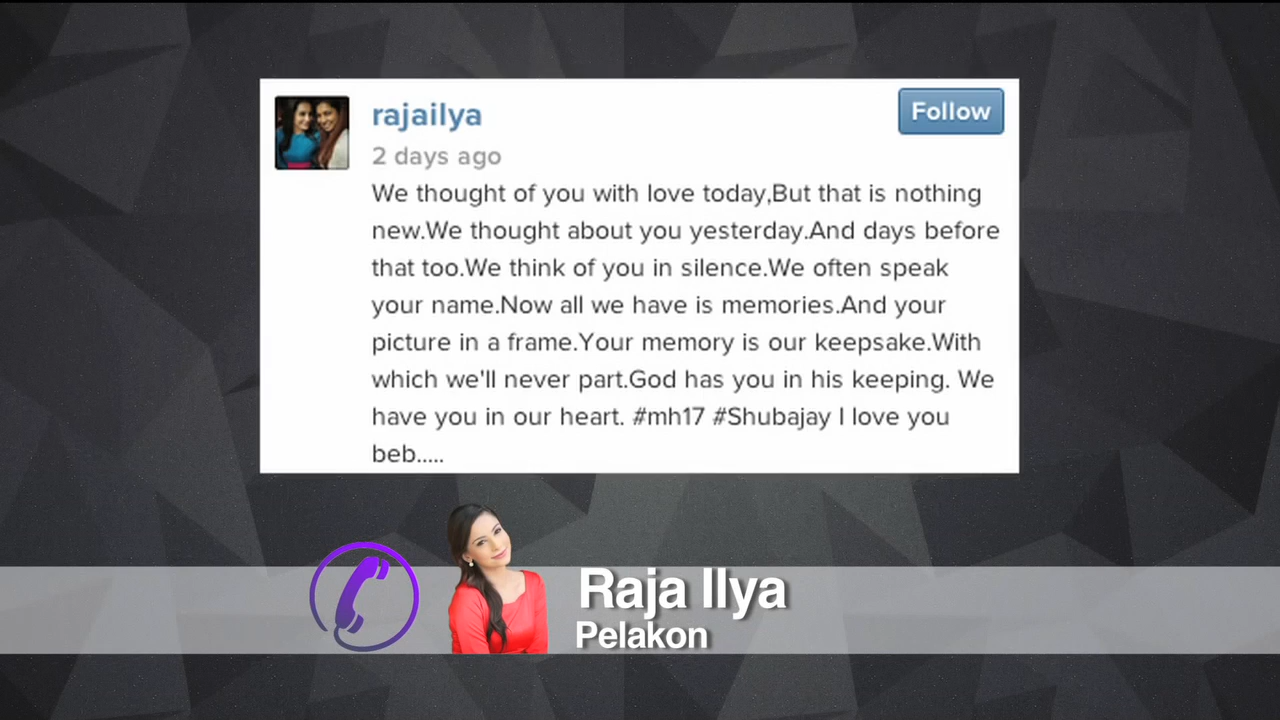 rajailya
Follow
2 days ago
We thought of you with love today,But that is nothing
new.We thought about you yesterday.And days before
that too.We think of you in silence.We often speak
your name.Now all we have is memories.And your
picture in a frame.Your memory is our keepsake.With
which we'll never part.God has you in his keeping. We
have you in our heart. #mh17 #Shubajay I love you
beb.....
Raja Ilya
Pelakon